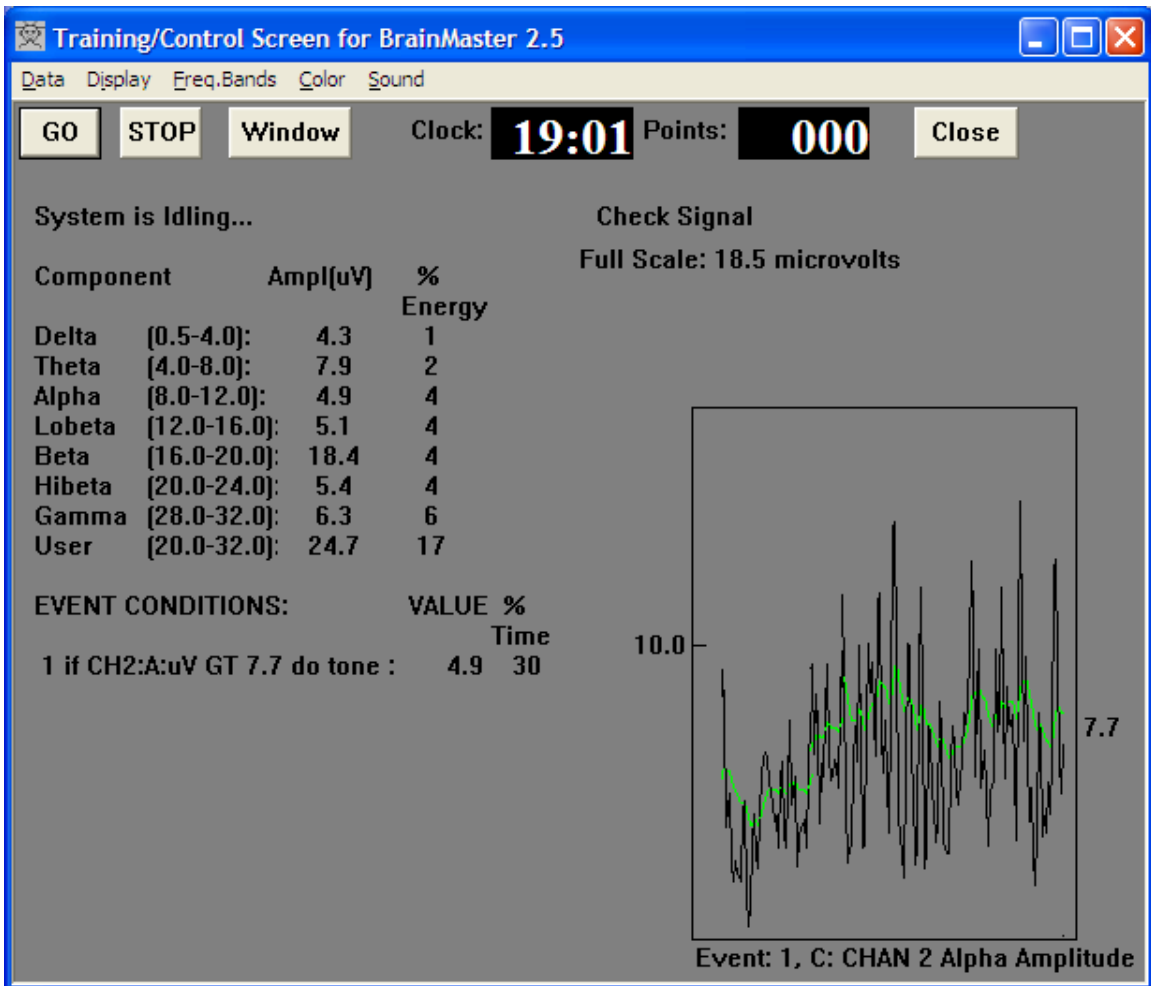 Training/Control Screen for BrainMaster 2.5
Data Display Freq.Bands Color Sound
GO STOP Window Clock: 19:01 Points: 000 Close
System is Idling... Check Signal
Full Scale: 18.5 microvolts
Component Ampl(uV) %
Energy
Delta (0.5-4.0): 4.3 1
Theta (4.0-8.0): 7.9 2
Alpha (8.0-12.0): 4.9 4
Lobeta (12.0-16.0): 5.1 4
Beta (16.0-20.0): 18.4 4
Hibeta (20.0-24.0): 5.4 4
Gamma (28.0-32.0): 6.3 6
User (20.0-32.0): 24.7 17
EVENT CONDITIONS: VALUE %
Time
1 if CH2:A:uV GT 7.7 do tone : 4.9 30
10.0
7.7
Event: 1, C: CHAN 2 Alpha Amplitude